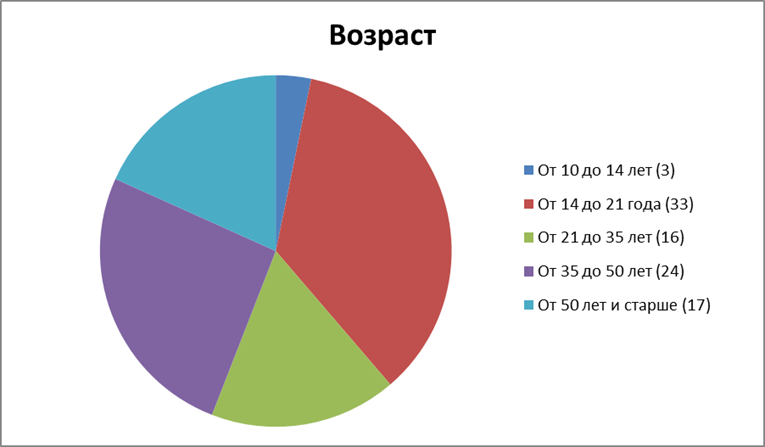 Возраст
От 10 до 14 лет (3)
От 14 до 21 года (33)
От 21 до 35 лет (16)
От 35 до 50 лет (24)
От 50 лет и старше (17)